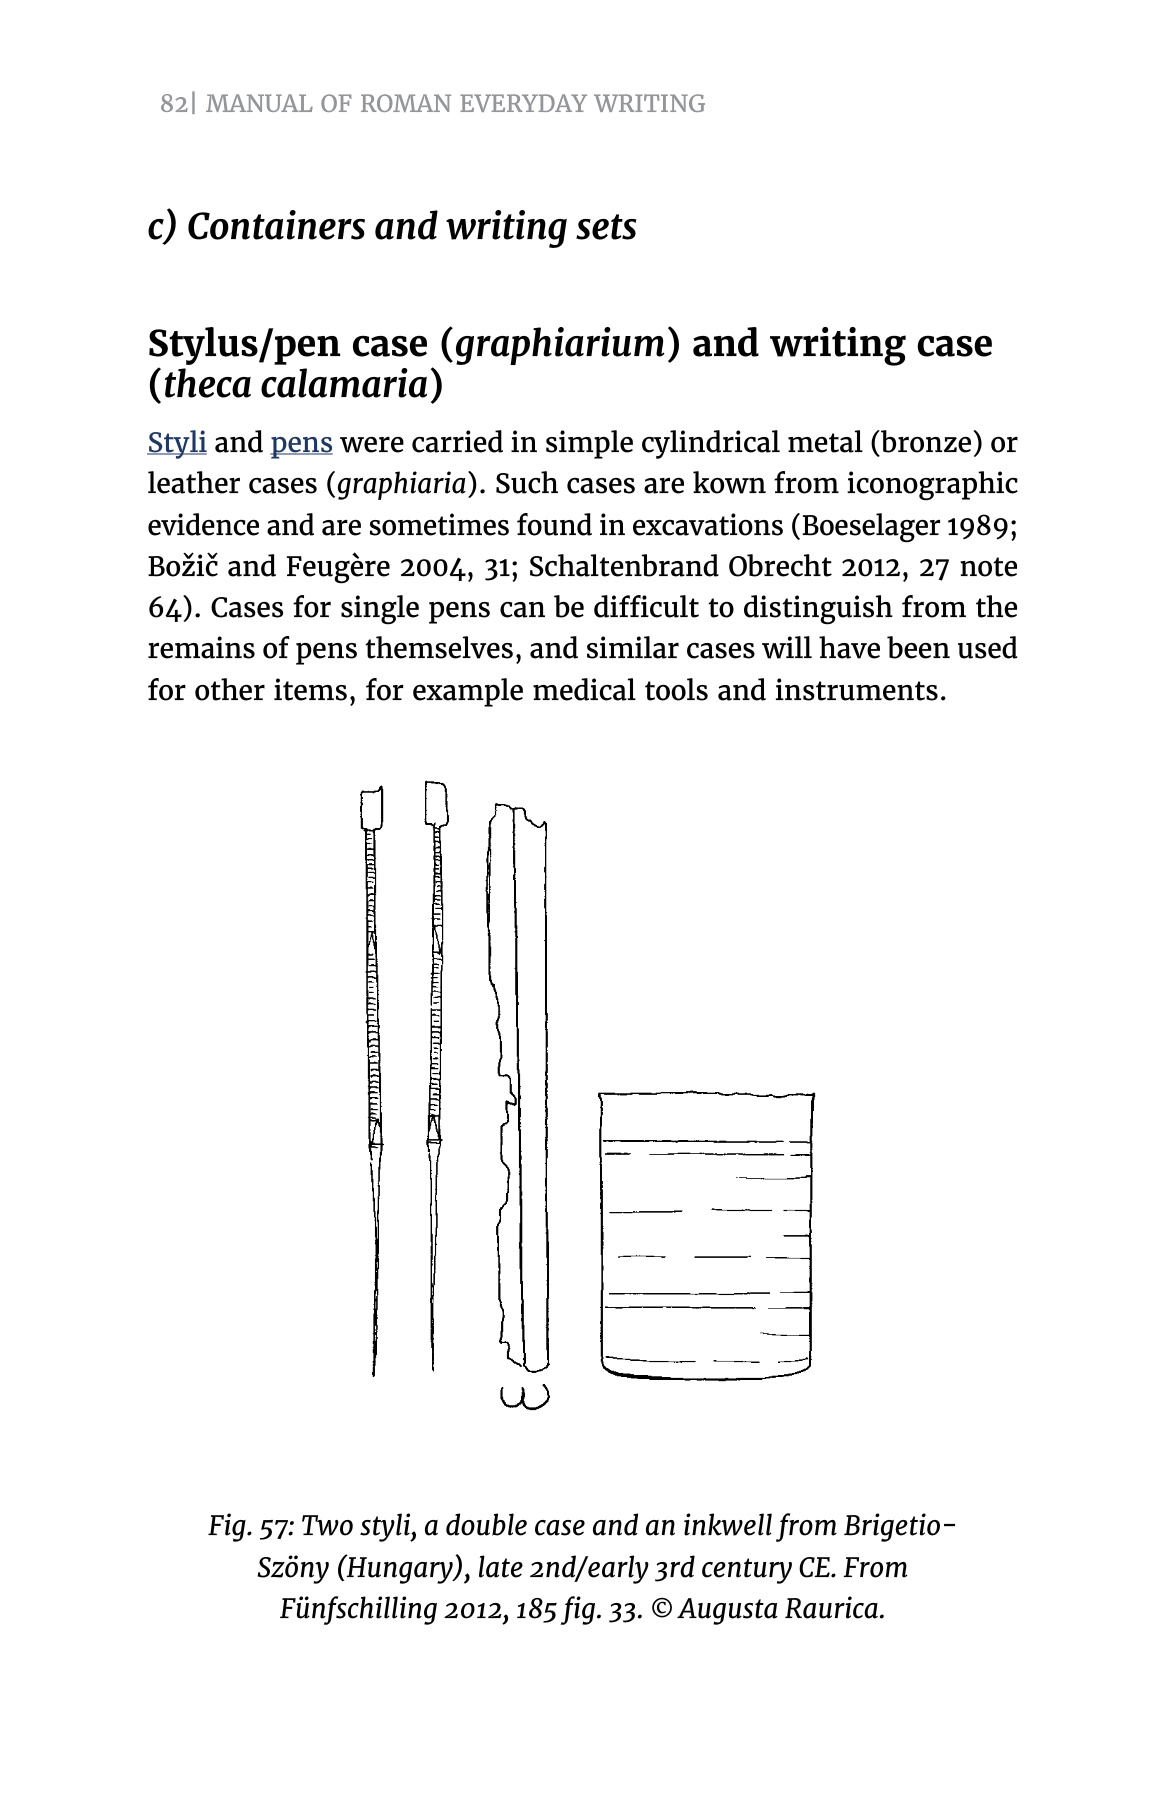 82| MANUAL OF ROMAN EVERYDAY WRITING
c) Containers and writing sets
Stylus/pen case (graphiarium) and writing case
(theca calamaria)
Styli and pens were carried in simple cylindrical metal (bronze) or
leather cases (graphiaria). Such cases are kown from iconographic
evidence and are sometimes found in excavations (Boeselager 1989;
Božič and Feugère 2004, 31; Schaltenbrand Obrecht 2012, 27 note
64). Cases for single pens can be difficult to distinguish from the
remains of pens themselves, and similar cases will have been used
for other items, for example medical tools and instruments.
Fig. 57: Two styli, a double case and an inkwell from Brigetio-
Szöny (Hungary), late 2nd/early 3rd century CE. From
Fünfschilling 2012, 185 fig. 33. © Augusta Raurica.